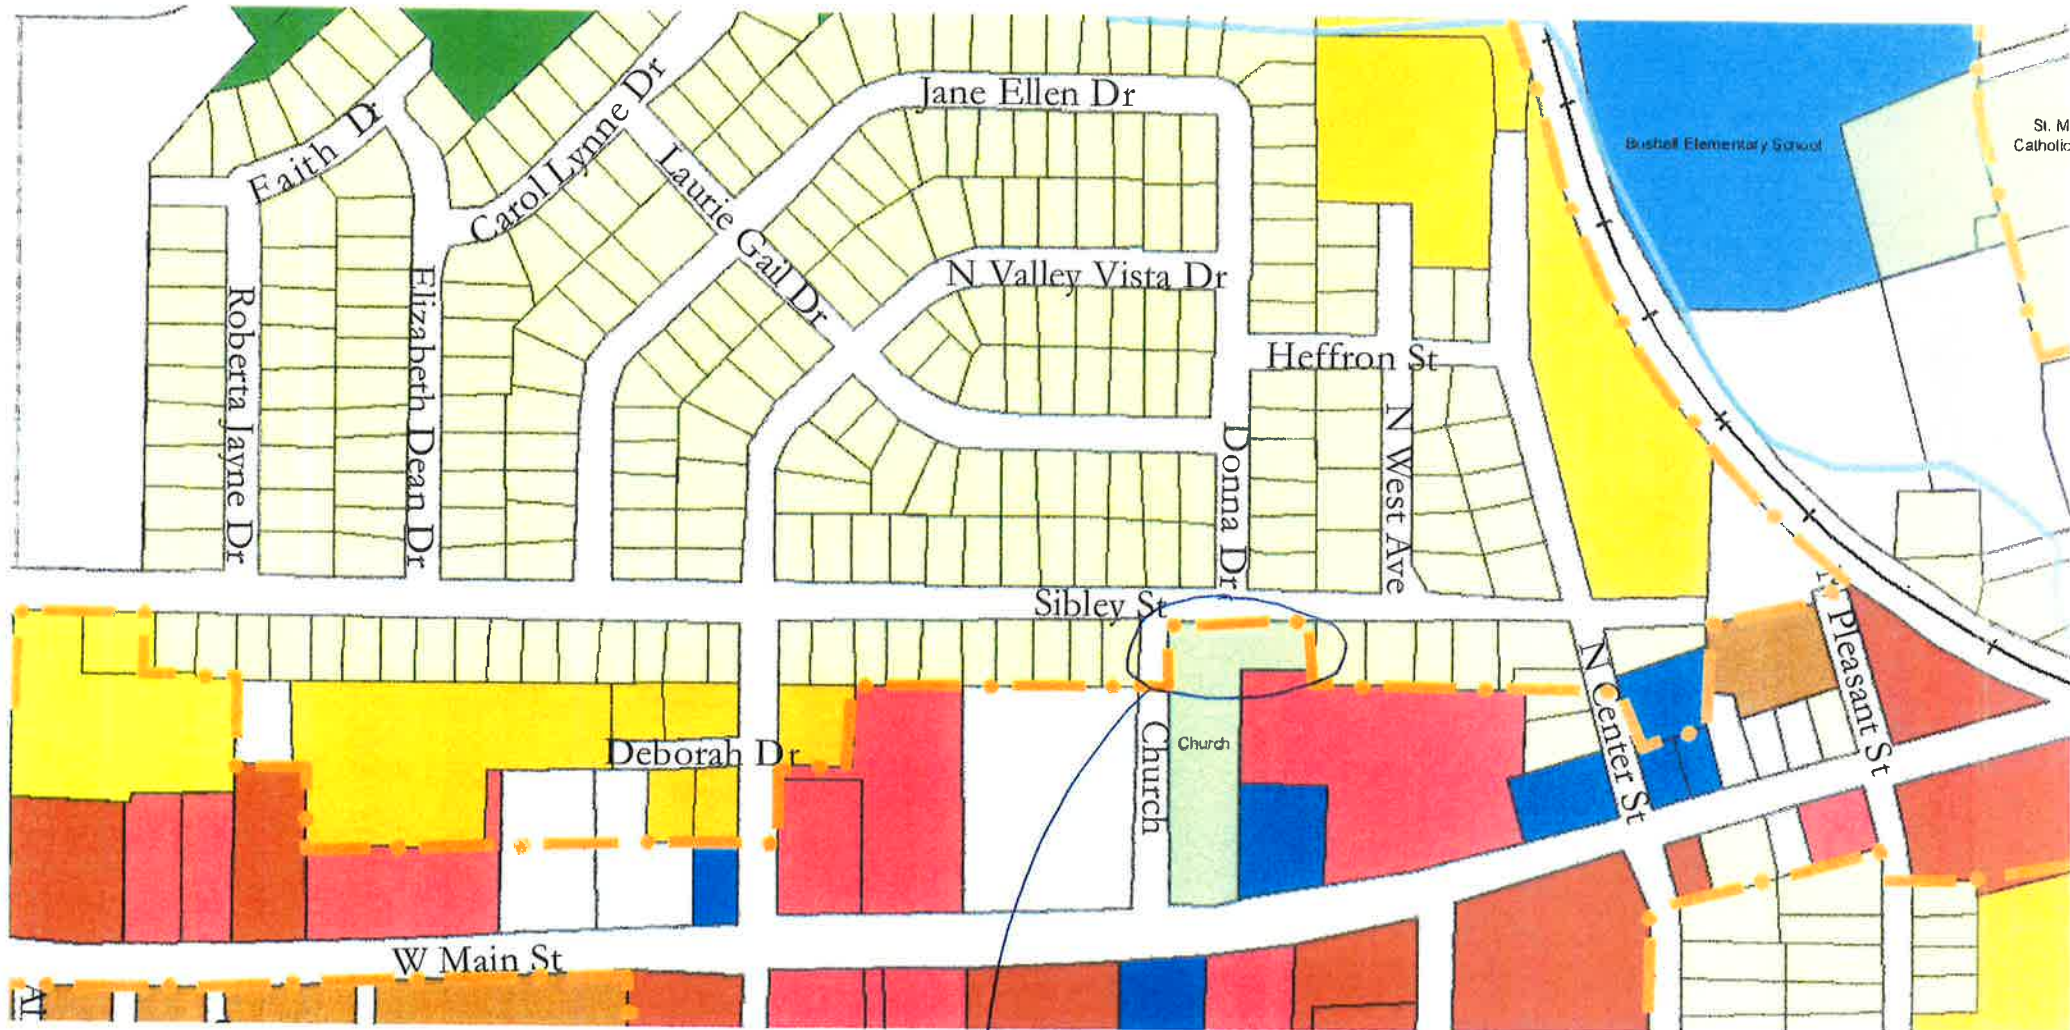 Jane Ellen Dr
Carol Lynne Dr
Faith Dr
Bushell Elementary School
St. M
Catholic
Laurie Gail Dr
N Valley Vista Dr
Roberta Jayne Dr
Elizabeth Dean Dr
Heffron St
N West Ave
Donna Dr
Sibley St
N Pleasant St
N Center St
Church
Church
Deborah Dr
W Main St